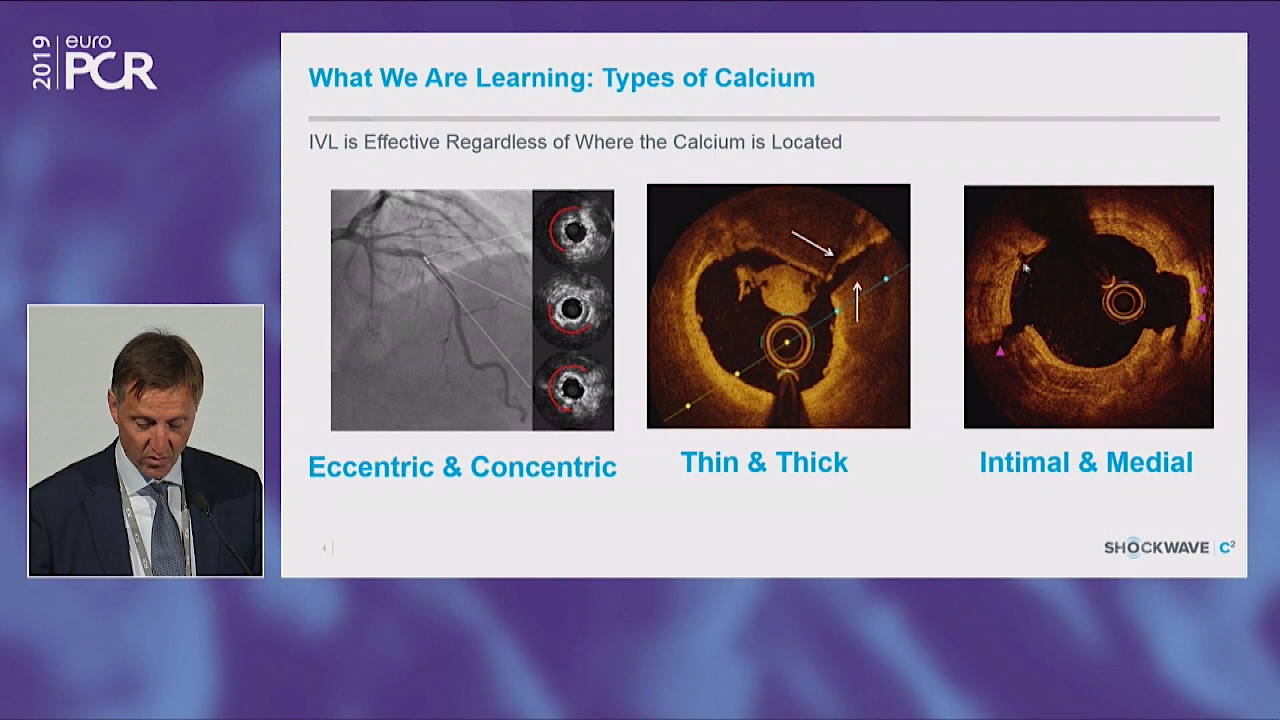 2019
euro
PCR
What We Are Learning: Types of Calcium
IVL is Effective Regardless of Where the Calcium is Located
Eccentric & Concentric
Thin & Thick
Intimal & Medial
4
SHOCKWAVE C²